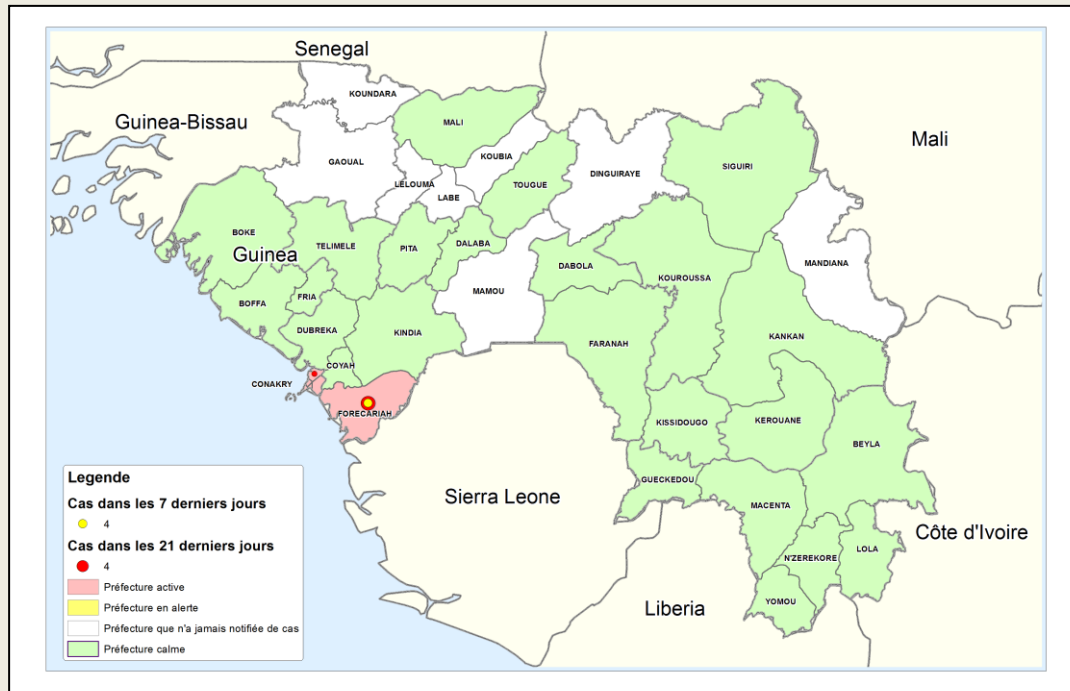 Senegal
KOUNDARA
Guinea-Bissau
MALI
Mali
KOUBIA
GAOUAL
SIGUIRI
DINGUIRAYE
LELOUMA
TOUGUE
LABE
BOKE
TELIMELE
PITA
DALABA
Guinea
MANDIANA
DABOLA
KOUROUSSA
MAMOU
FRIA
BOFFA
DUBREKA
KINDIA
KANKAN
FARANAH
COYAH
CONAKRY
FORECARIAH
KISSIDOUGO
KEROUANE
BEYLA
GUECKEDOU
Sierra Leone
MACENTA
Côte d'Ivoire
LOLA
N'ZEREKORE
YOMOU
Liberia
Legende
Cas dans les 7 derniers jours
4
Cas dans les 21 derniers jours
4
Préfecture active
Préfecture en alerte
Préfecture que n'a jamais notifiée de cas
Préfecture calme